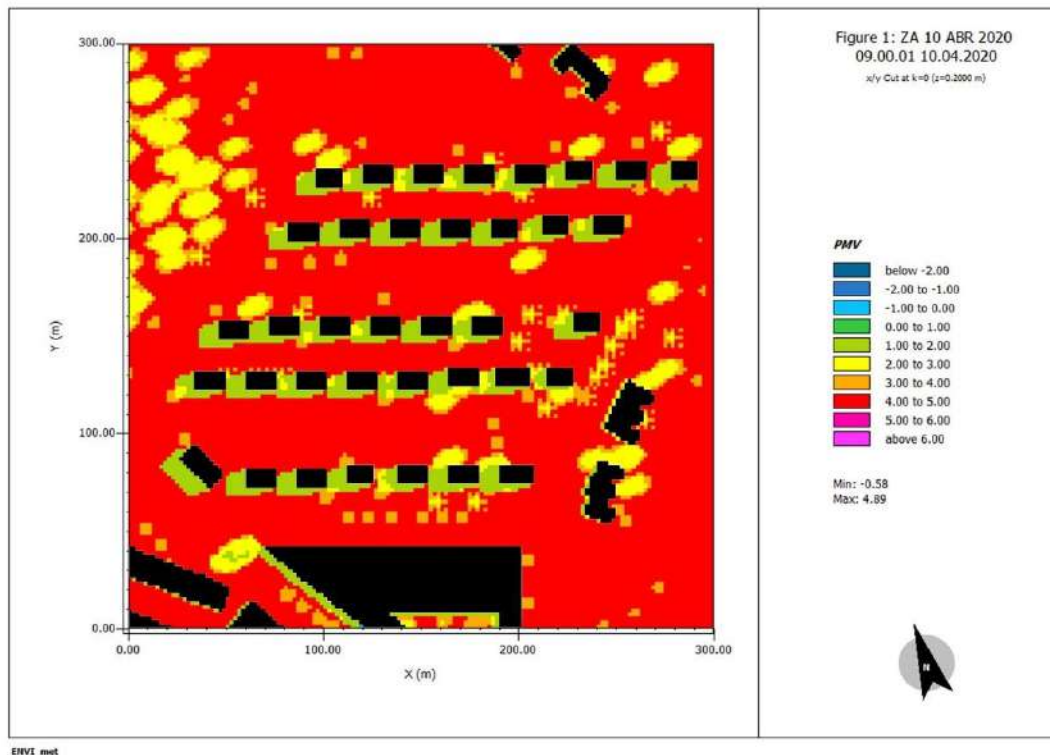 Figure 1: ZA 10 ABR 2020
09.00.01 10.04.2020
x/y Cut at k=0 (z=0.2000 m)
300.00
200.00
Y (m)
100.00
0.00
0.00
100.00
200.00
300.00
X (m)
PMV
below -2.00
-2.00 to -1.00
-1.00 to 0.00
0.00 to 1.00
1.00 to 2.00
2.00 to 3.00
3.00 to 4.00
4.00 to 5.00
5.00 to 6.00
above 6.00
Min: -0.58
Max: 4.89
N
ENVI_met